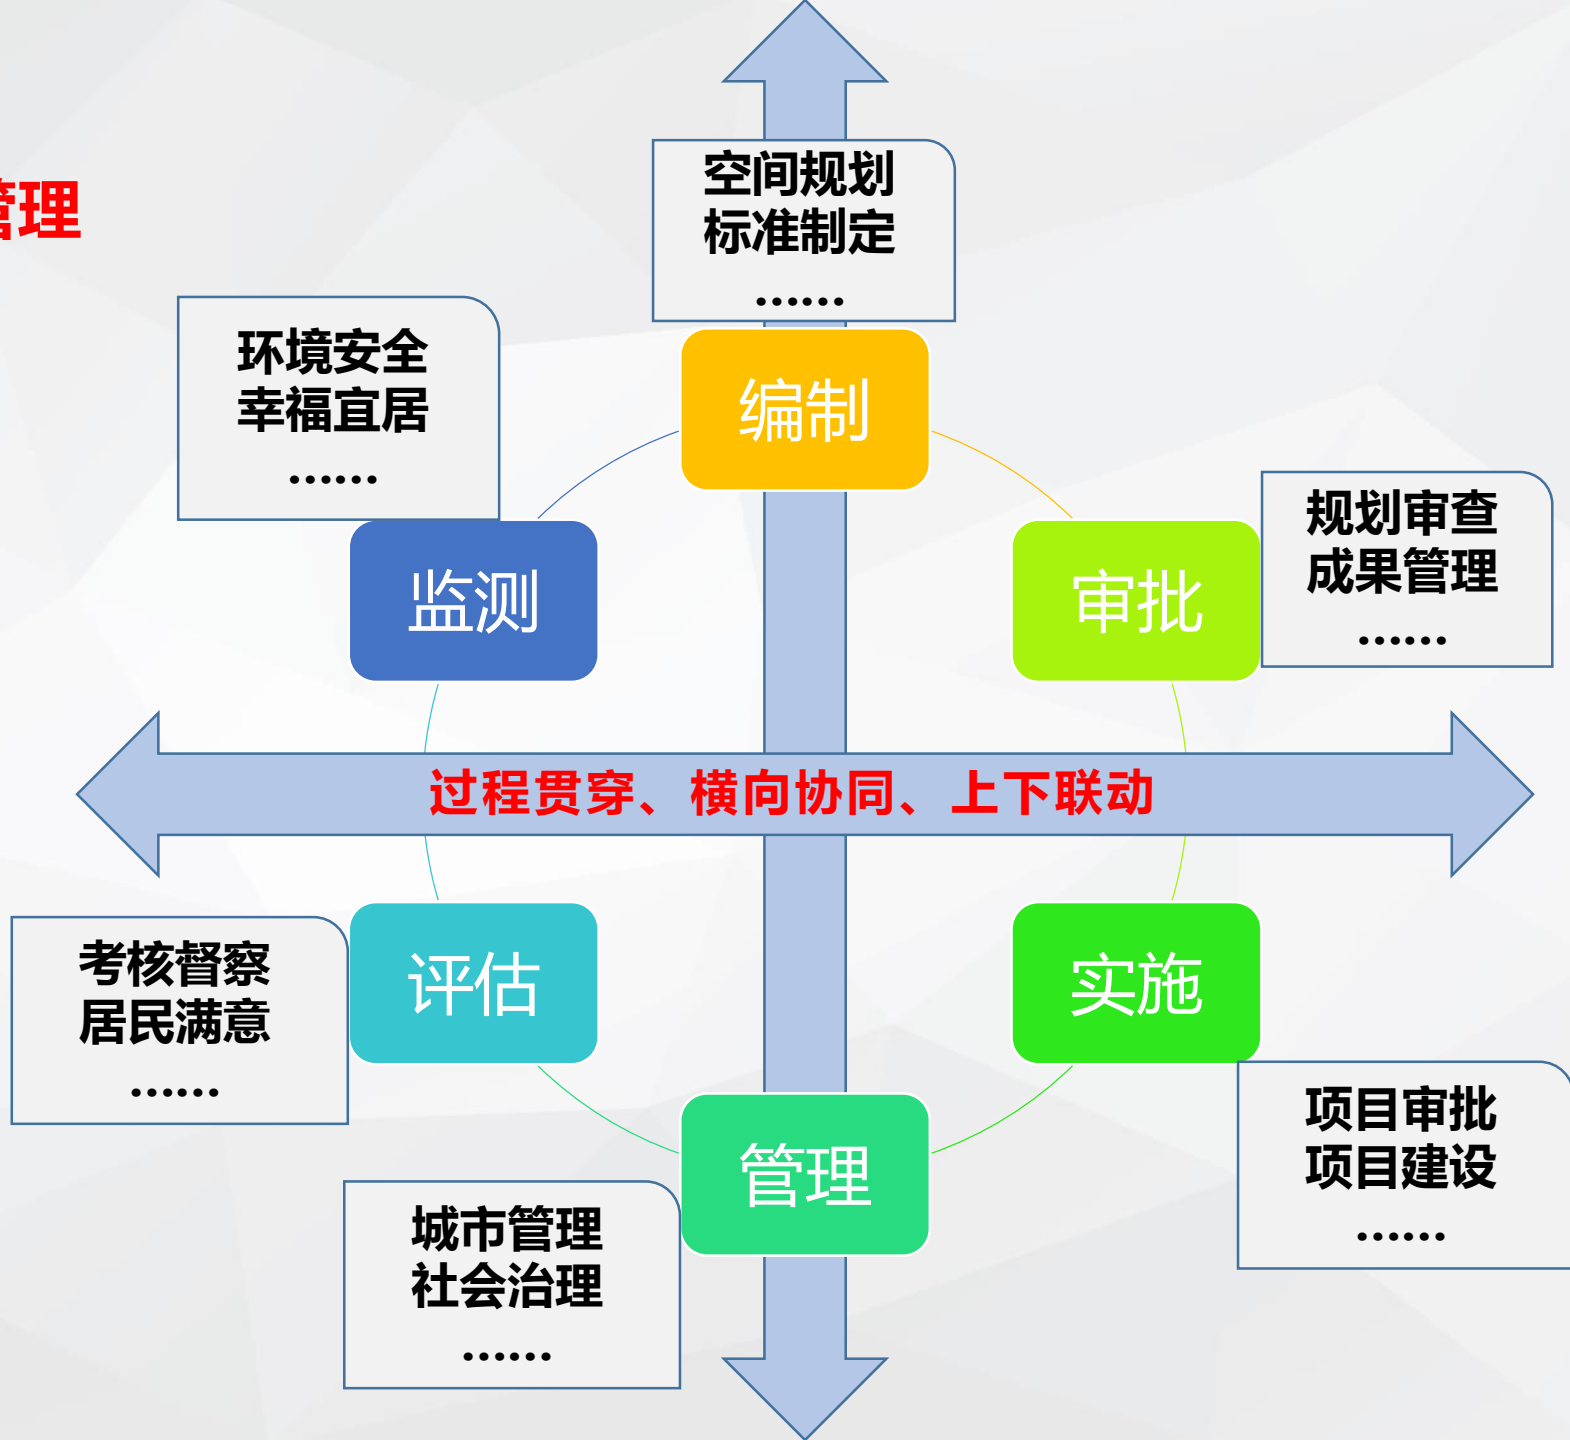 管理
空间规划
标准制定
……
环境安全
幸福宜居
……
编制
规划审查
成果管理
……
监测
审批
过程贯穿、横向协同、上下联动
考核督察
居民满意
……
评估
实施
项目审批
项目建设
……
管理
城市管理
社会治理
……